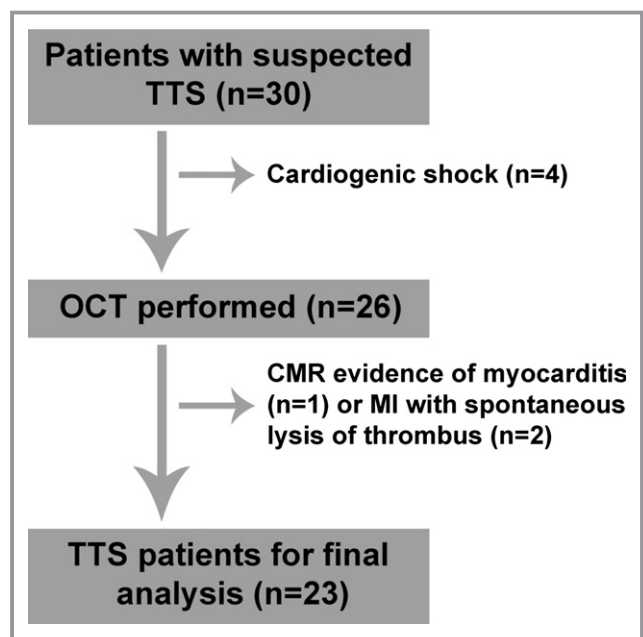 Patients with suspected
TTS (n=30)
Cardiogenic shock (n=4)
OCT performed (n=26)
CMR evidence of myocarditis
(n=1) or MI with spontaneous
lysis of thrombus (n=2)
TTS patients for final
analysis (n=23)